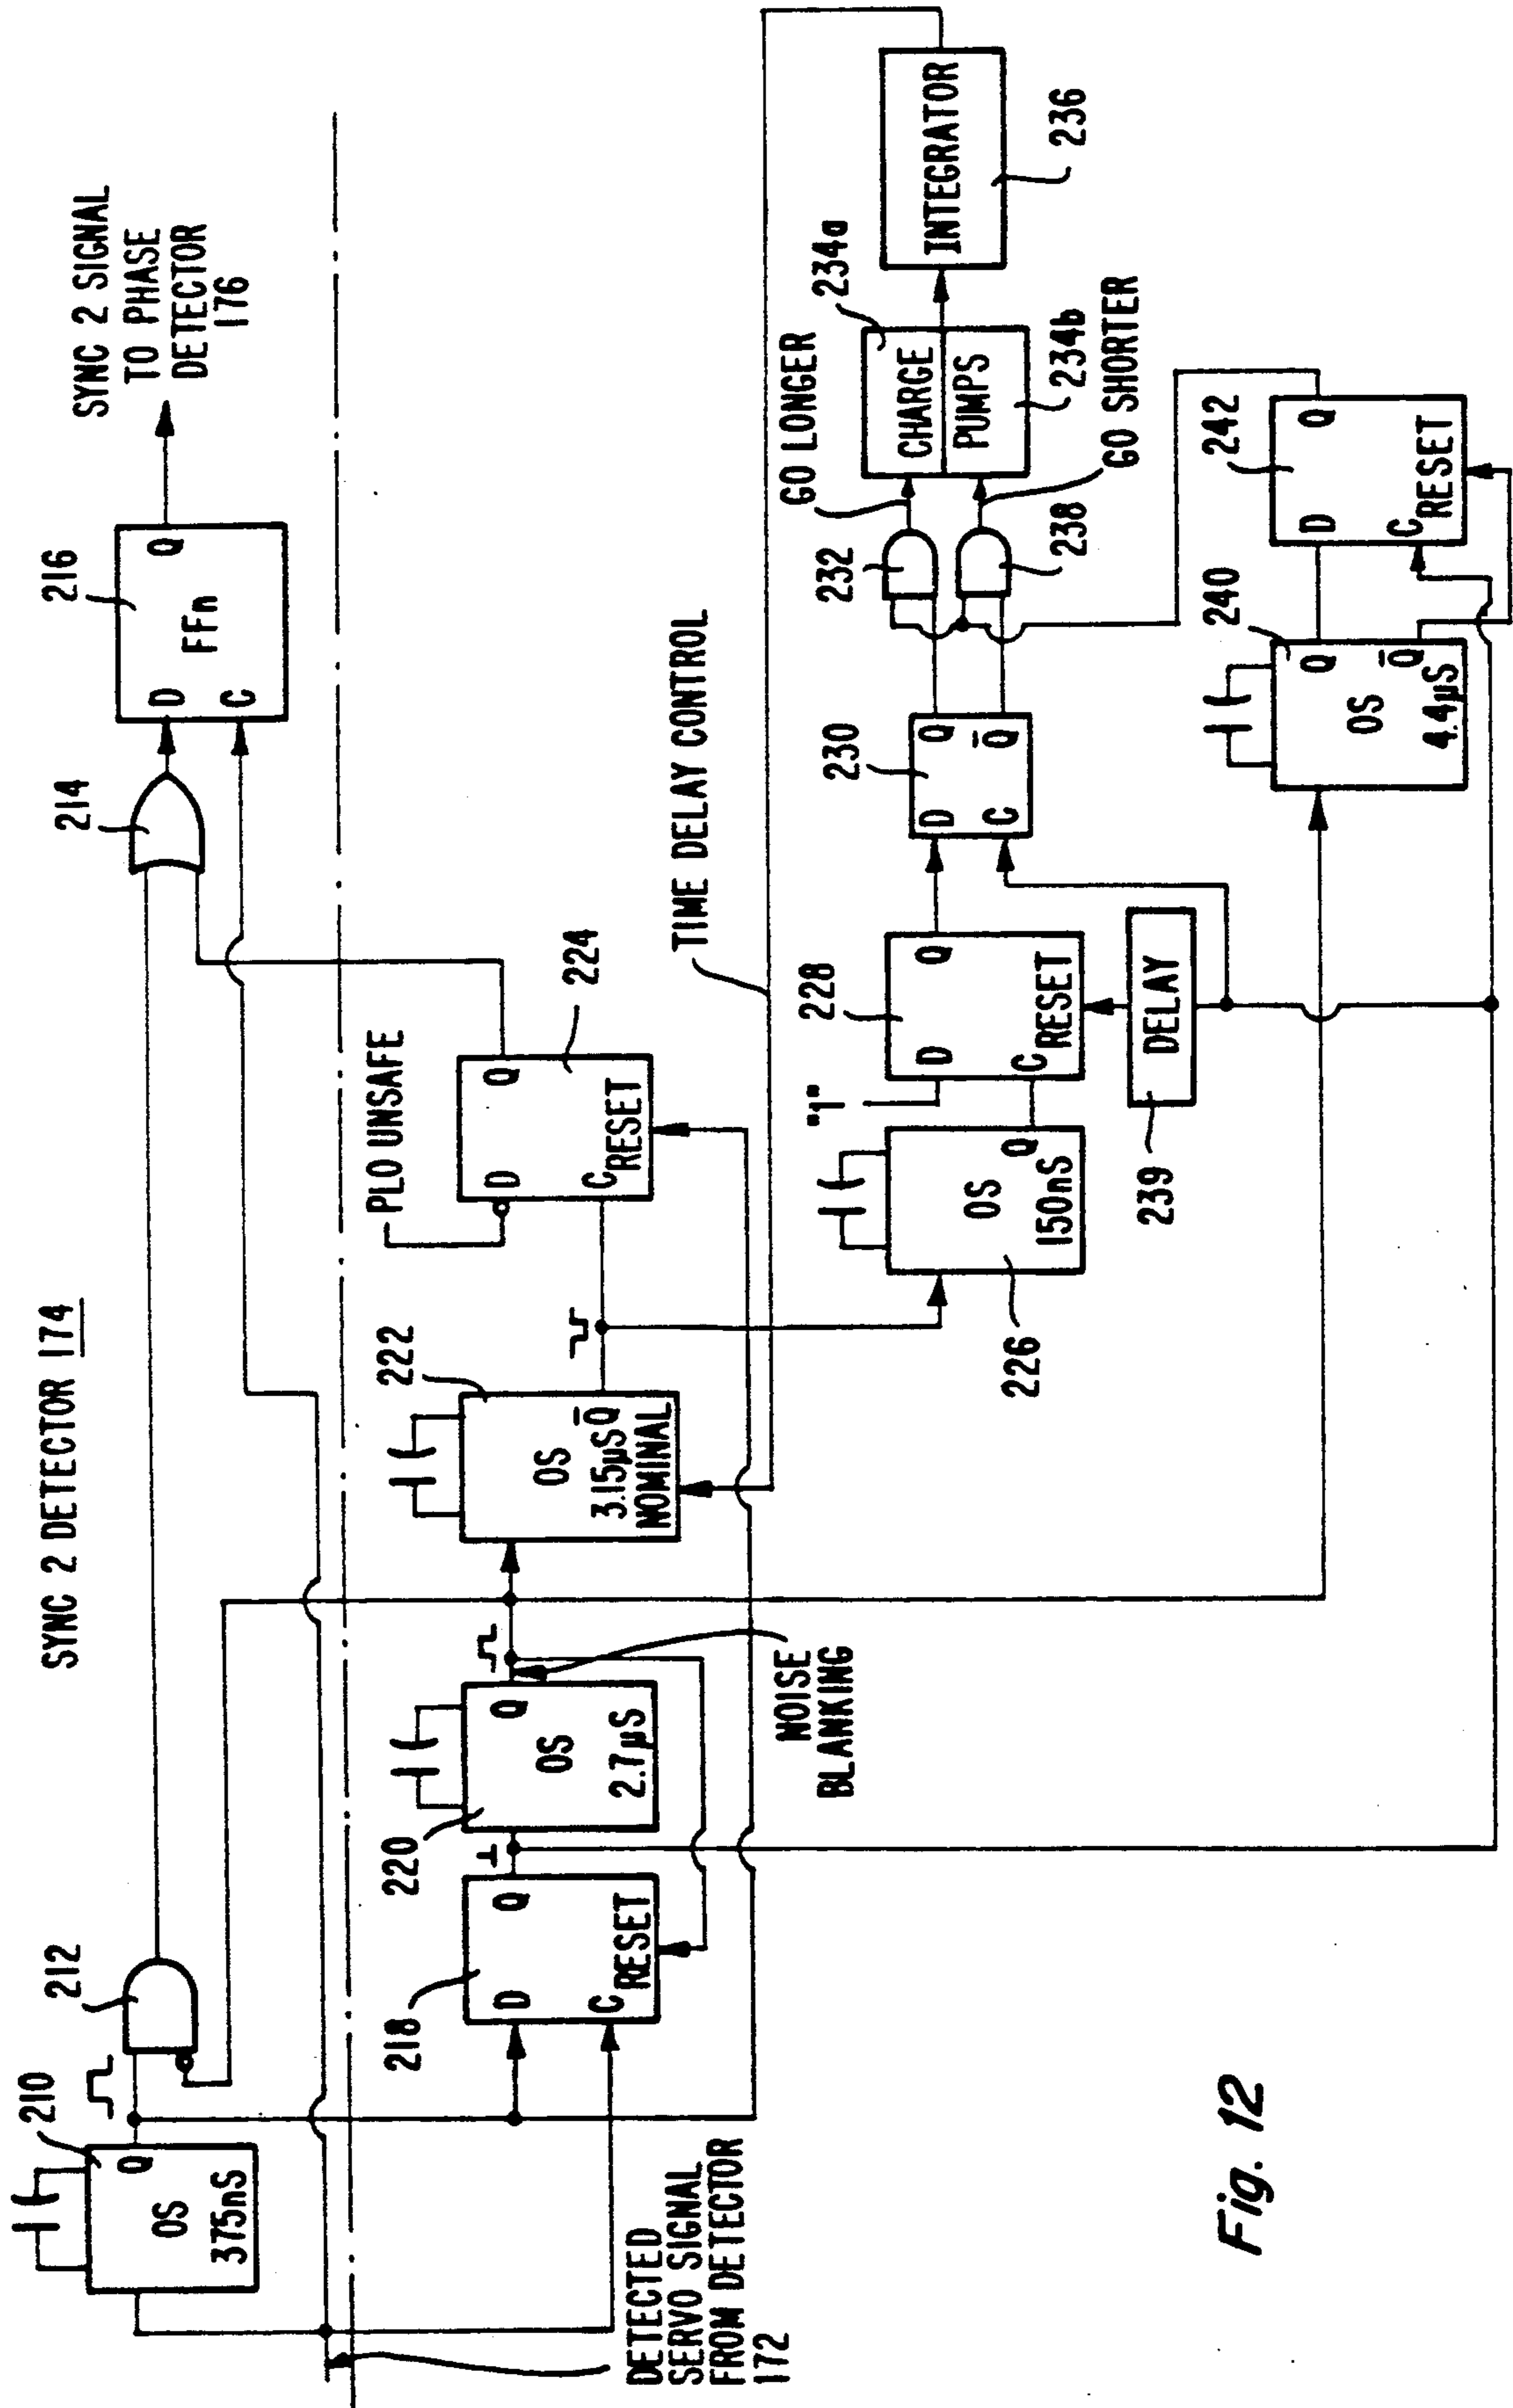 SYNC 2 DETECTOR 174
SYNC 2 SIGNAL
TO PHASE
DETECTOR
176
210
OS
375nS
Q
212
214
216
D
C
FFn
Q
DETECTED
SERVO SIGNAL
FROM DETECTOR
172
218
D
C
RESET
Q
220
OS
2.7µS
Q
NOISE
BLANKING
222
OS
3.15µS
NOMINAL
Q̅
PLO UNSAFE
224
D
C
RESET
Q
TIME DELAY CONTROL
226
OS
150nS
Q
"1"
228
D
C
RESET
Q
239
DELAY
230
D
C
Q
Q̅
232
238
GO LONGER
GO SHORTER
234a
CHARGE
PUMPS
234b
INTEGRATOR
236
240
OS
4.4µS
Q
Q̅
242
D
C
RESET
Q
Fig. 12